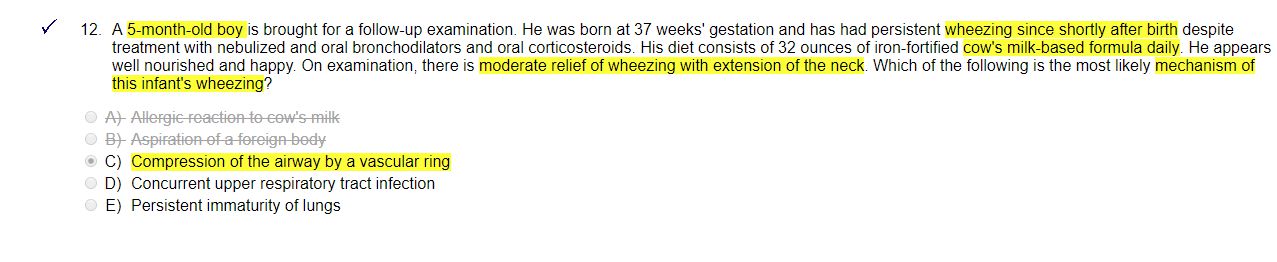 12. A 5-month-old boy is brought for a follow-up examination. He was born at 37 weeks' gestation and has had persistent wheezing since shortly after birth despite
treatment with nebulized and oral bronchodilators and oral corticosteroids. His diet consists of 32 ounces of iron-fortified cow's milk-based formula daily. He appears
well nourished and happy. On examination, there is moderate relief of wheezing with extension of the neck. Which of the following is the most likely mechanism of
this infant's wheezing?
A) Allergic reaction to cow's milk
B) Aspiration of a foreign body
C) Compression of the airway by a vascular ring
D) Concurrent upper respiratory tract infection
E) Persistent immaturity of lungs